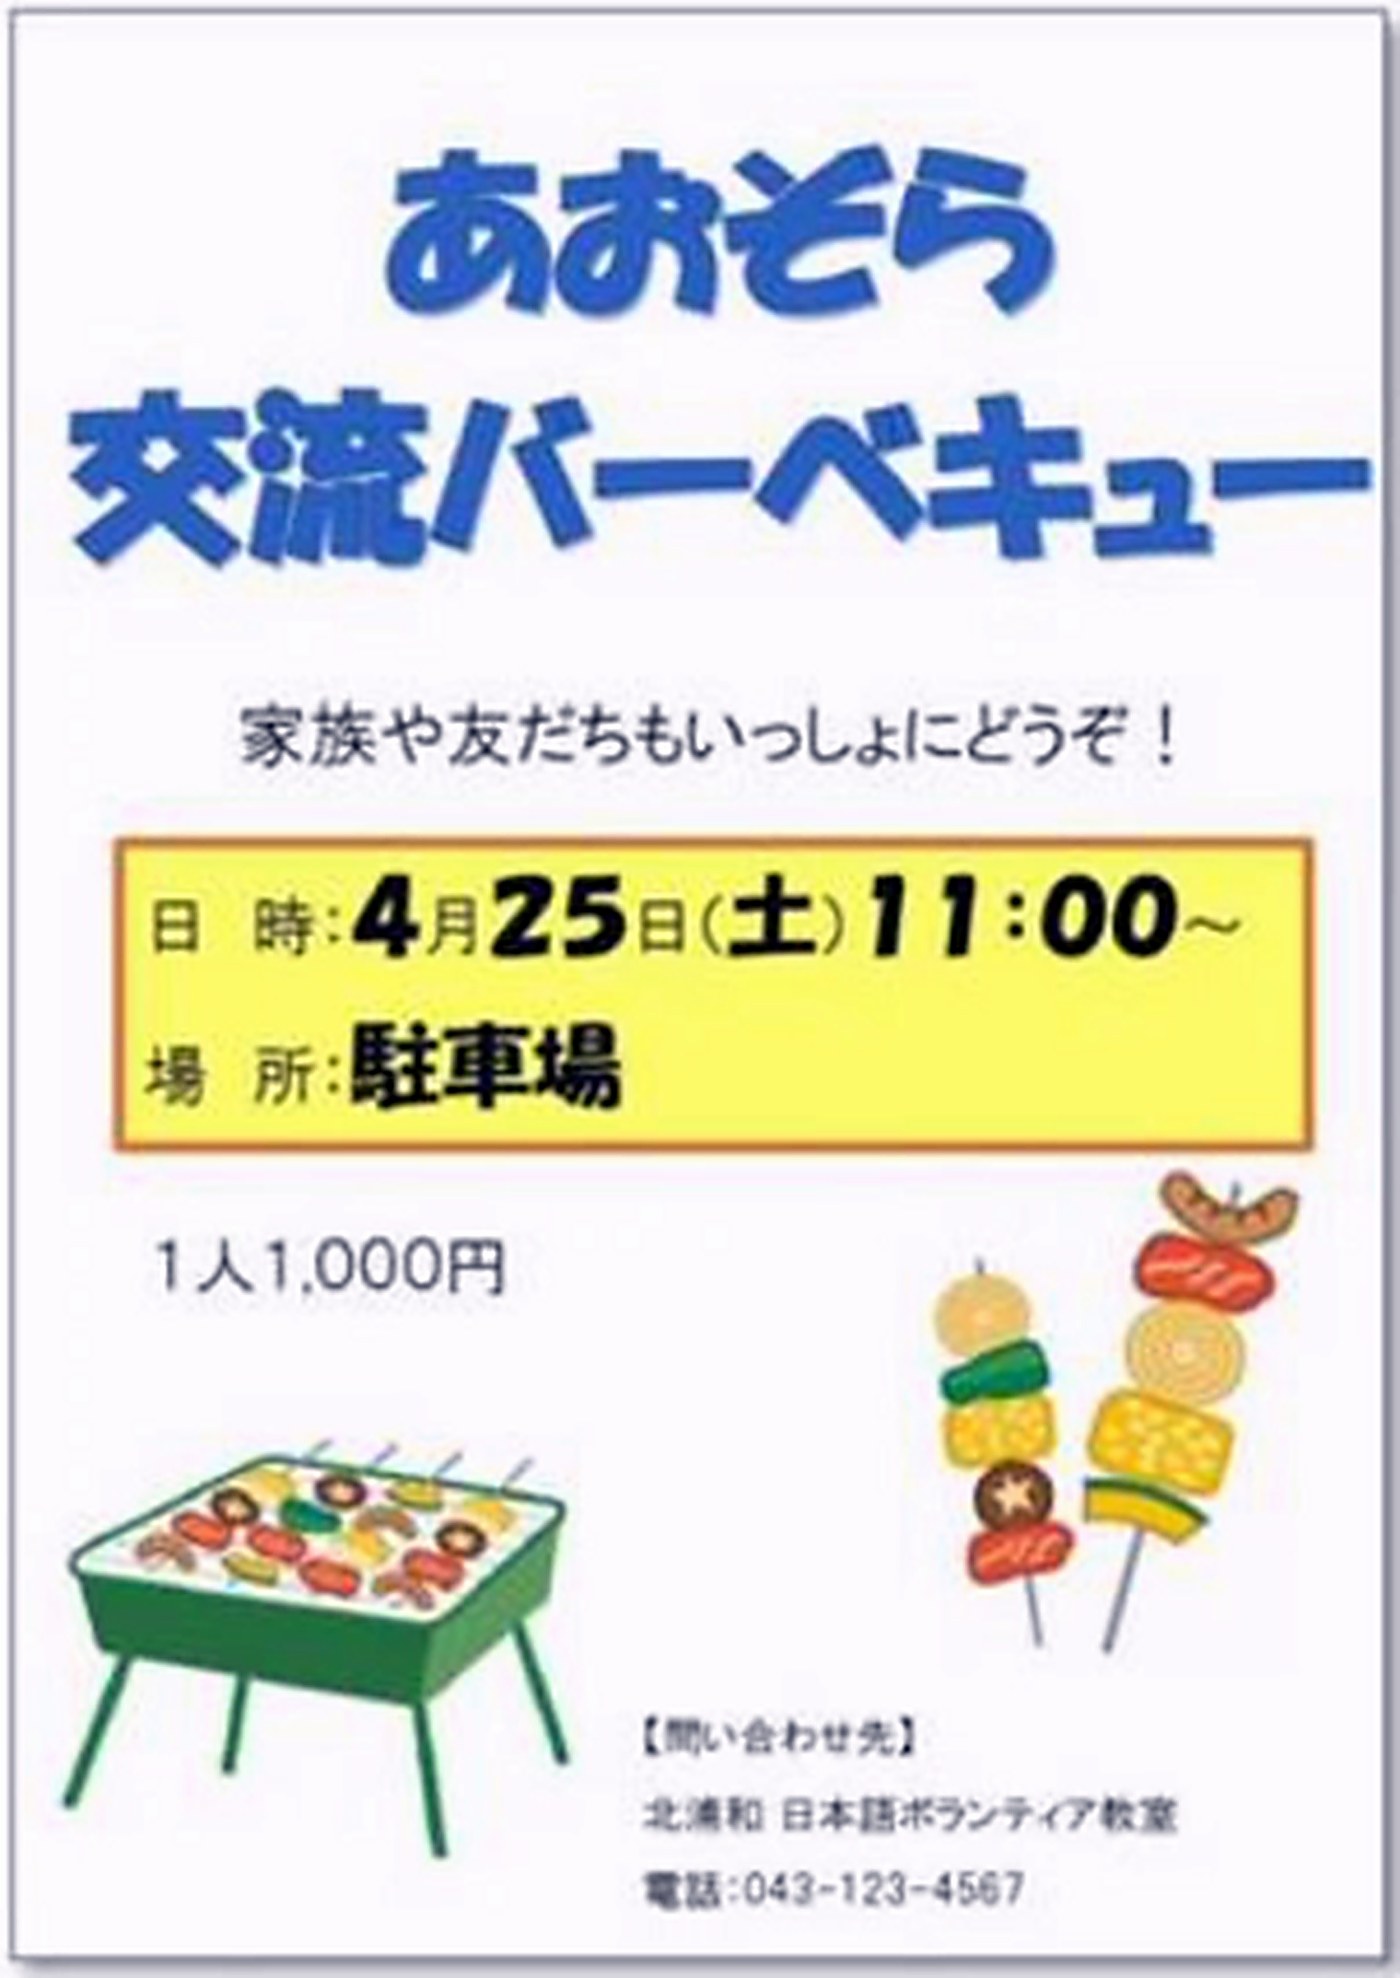 あおぞら
交流バーベキュー
家族や友だちもいっしょにどうぞ！
日　時：4月25日（土）11：00～
場　所：駐車場
1人1,000円
【問い合わせ先】
北浦和 日本語ボランティア教室
電話：043-123-4567